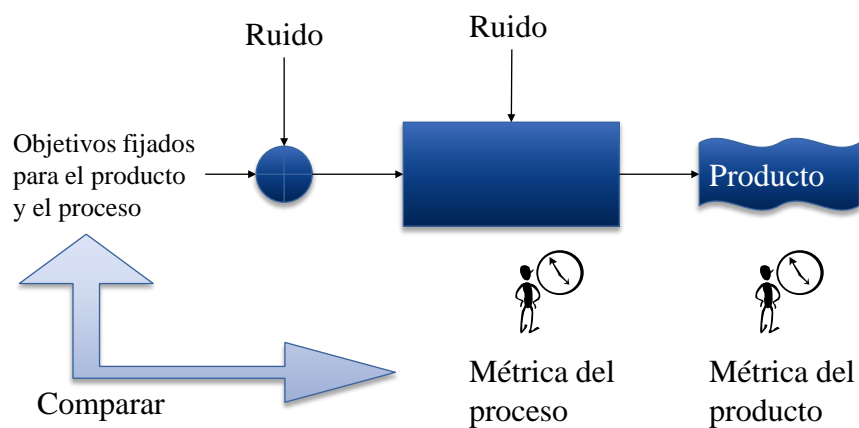 Ruido
Ruido
Objetivos fijados
para el producto
y el proceso
Producto
Comparar
Métrica del
proceso
Métrica del
producto